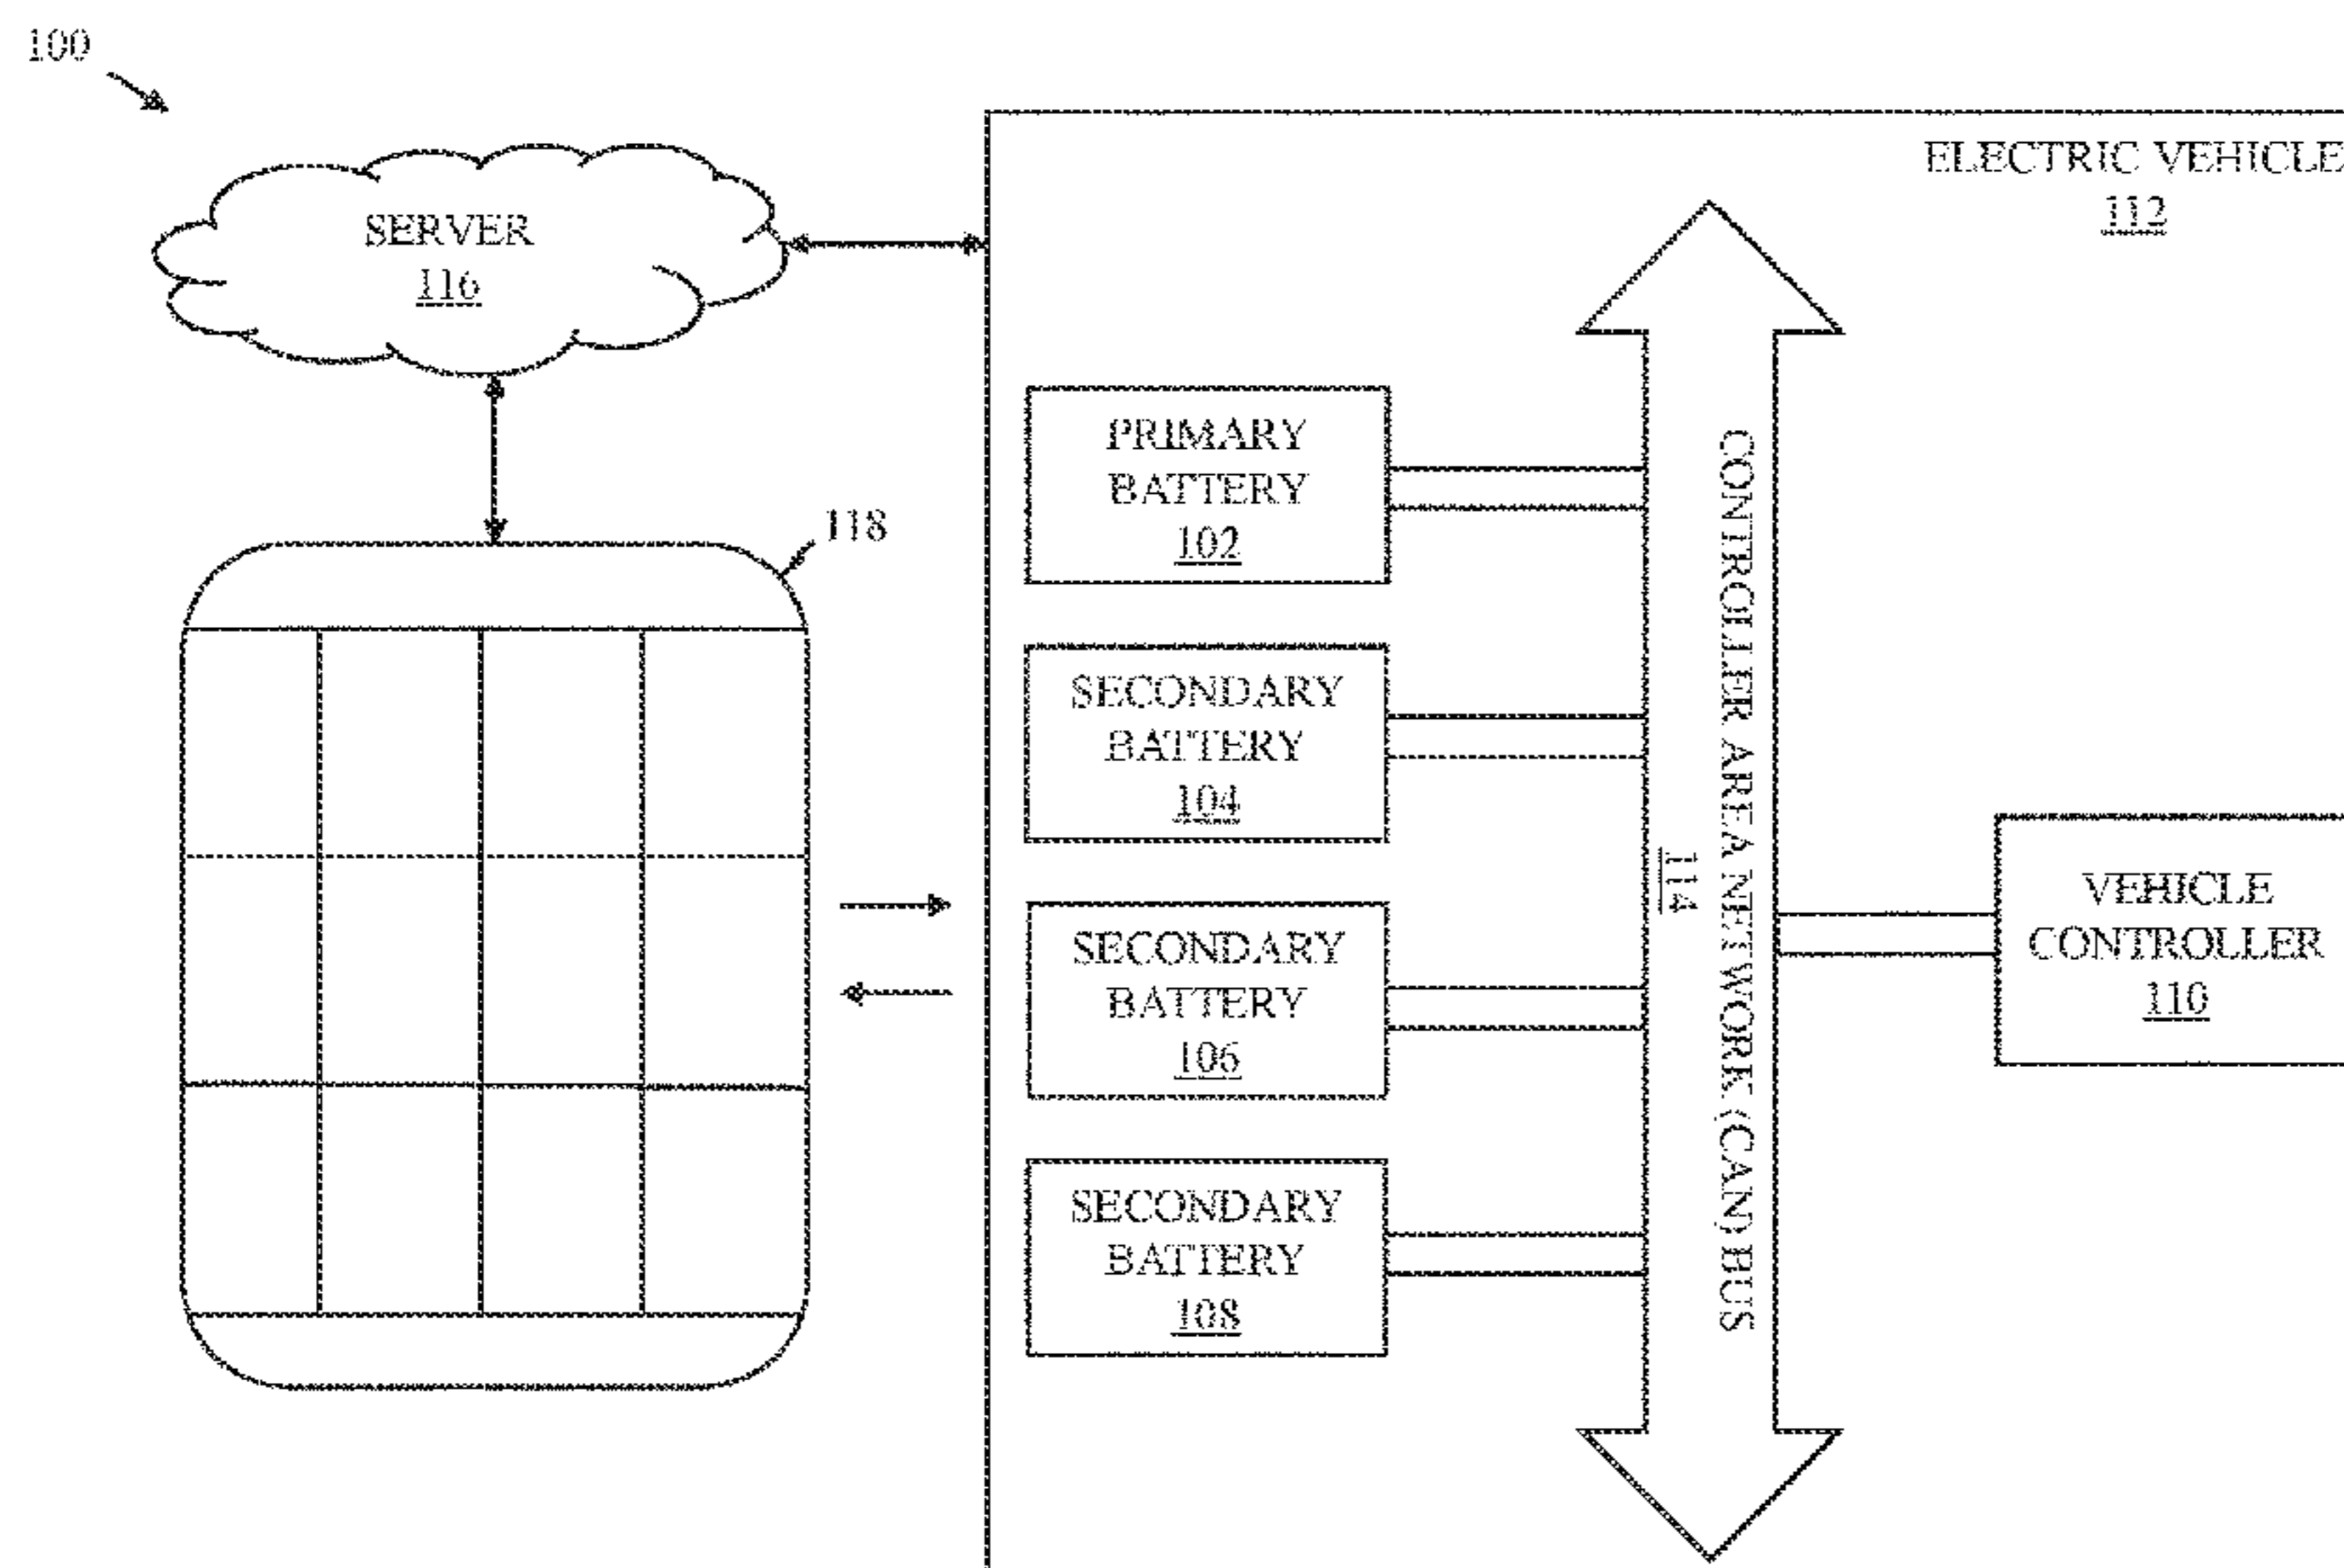 100
SERVER
116
118
ELECTRIC VEHICLE
112
PRIMARY
BATTERY
102
SECONDARY
BATTERY
104
SECONDARY
BATTERY
106
SECONDARY
BATTERY
108
CONTROLLER AREA NETWORK (CAN) BUS
114
VEHICLE
CONTROLLER
110